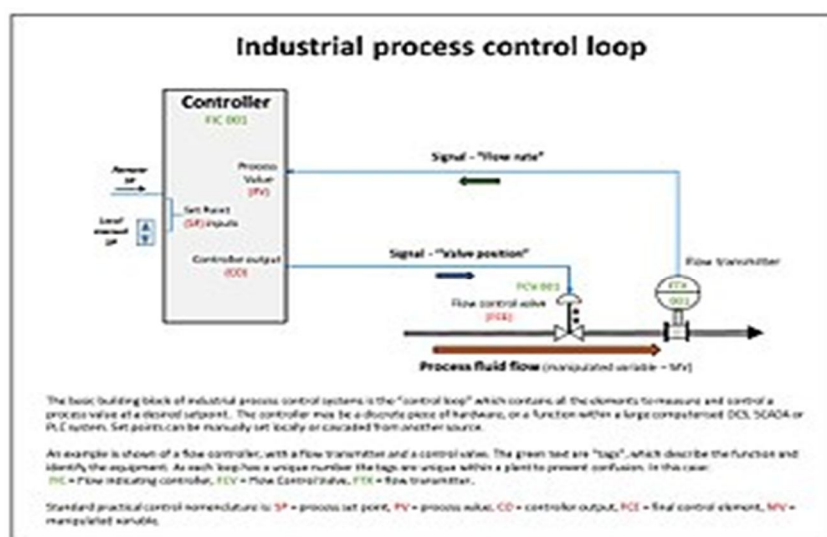 Industrial process control loop
Controller
FIC 001
Signal - "Flow rate"
Process
Value
(PV)
Remote
SP
Set Point
(SP) inputs
Local
manual
SP
Controller output
(CO)
Signal - "Valve position"
Flow transmitter
FCV 001
FTX
001
Flow control valve
(FCE)
Process fluid flow (manipulated variable – MV)
The basic building block of industrial process control systems is the "control loop" which contains all the elements to measure and control a
process value at a desired setpoint. The controller may be a discrete piece of hardware, or a function within a large computerised DCS, SCADA or
PLC system. Set points can be manually set locally or cascaded from another source.
An example is shown of a flow controller, with a flow transmitter and a control valve. The green text are "tags", which describe the function and
identify the equipment. As each loop has a unique number the tags are unique within a plant to prevent confusion. In this case:
FIC = Flow indicating controller, FCV = Flow Control Valve, FTX = flow transmitter.
Standard practical control nomenclature is: SP = process set point, PV = process value, CO = controller output, FCE = final control element, MV =
manipulated variable.